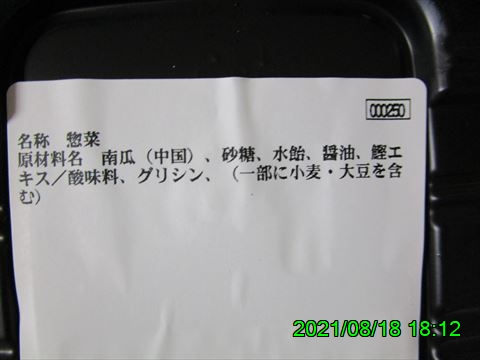 000250
名称 惣菜
原材料名 南瓜（中国）、砂糖、水飴、醤油、鰹エ
キス／酸味料、グリシン、（一部に小麦・大豆を含
む）
2021/08/18 18:12